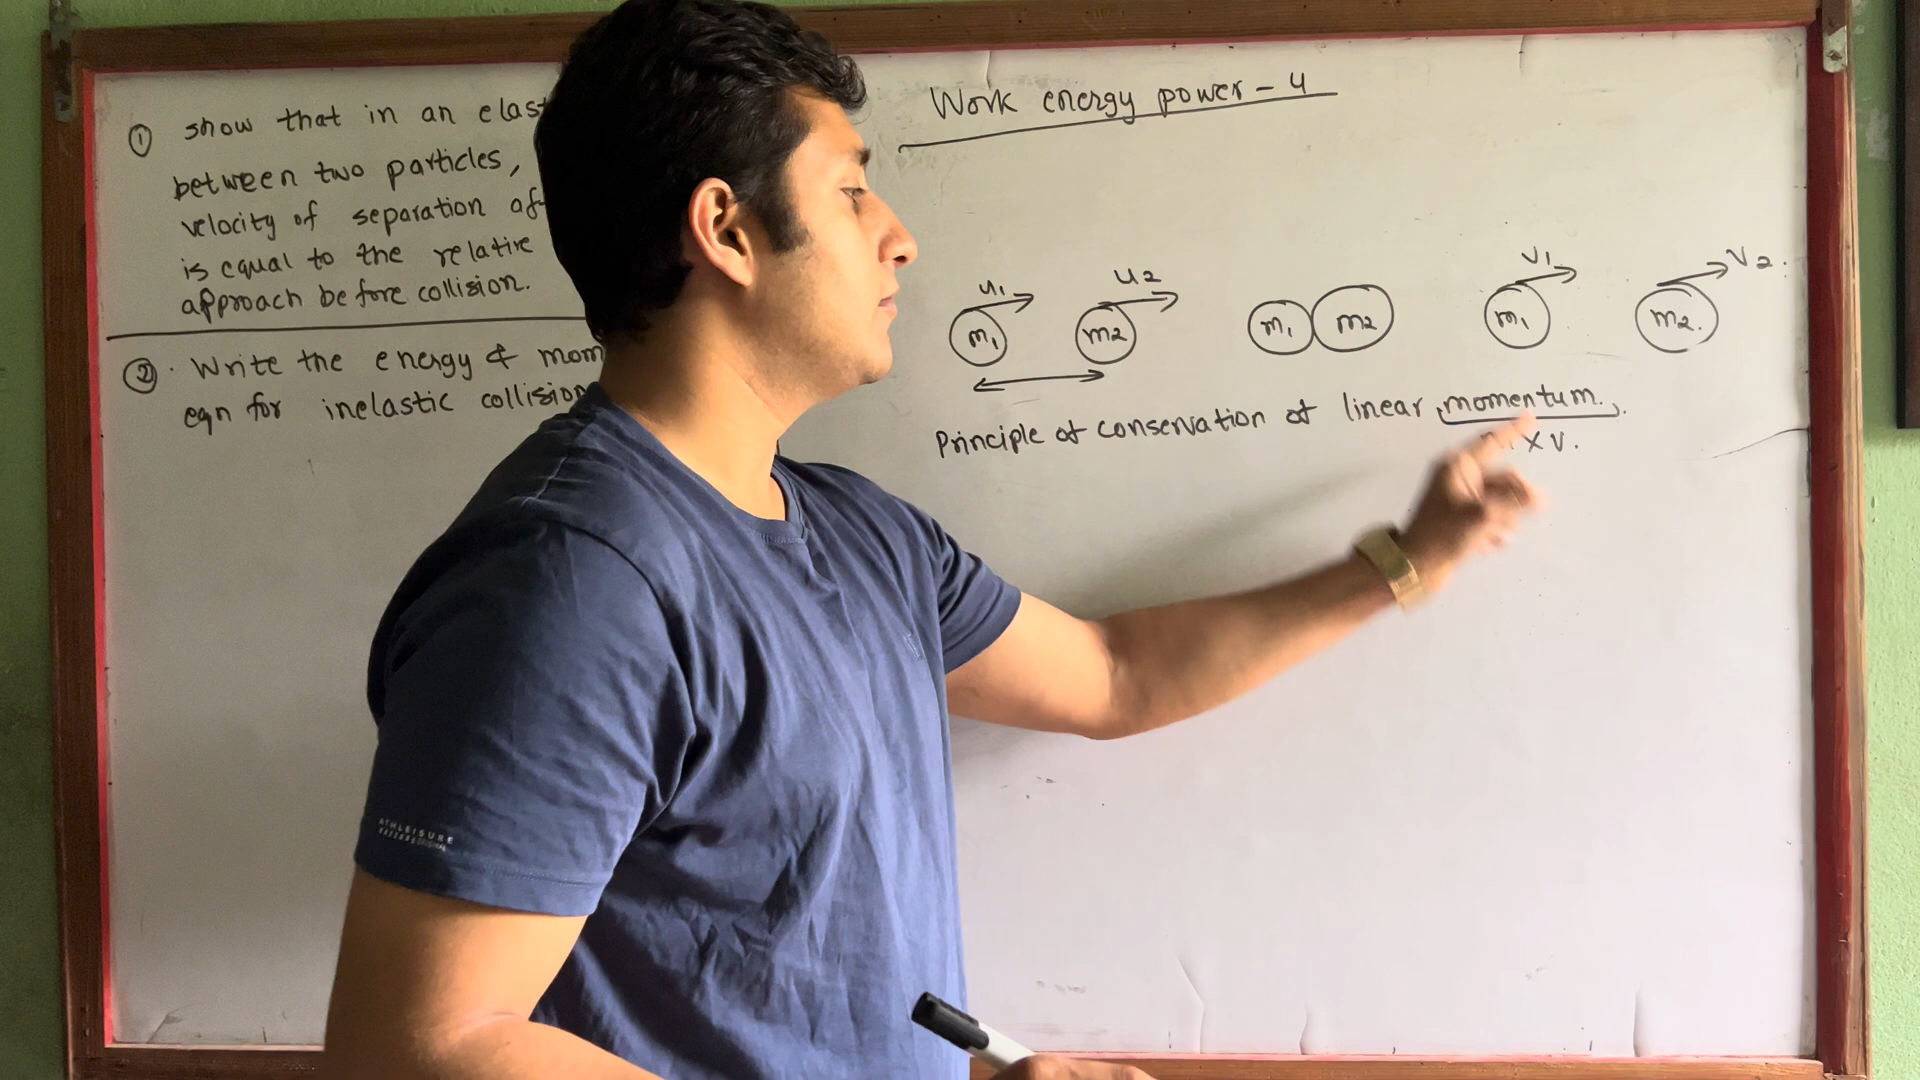 ① show that in an elast
between two particles,
velocity of separation af
is equal to the relative
approach before collision.
② Write the energy & mom
eqn for inelastic collision
Work energy power - 4
u₁ u₂ v₁ v₂
m₁ m₂ m₁ m₂ m₁ m₂
Principle of conservation of linear momentum.
x v.
ATHLEISURE